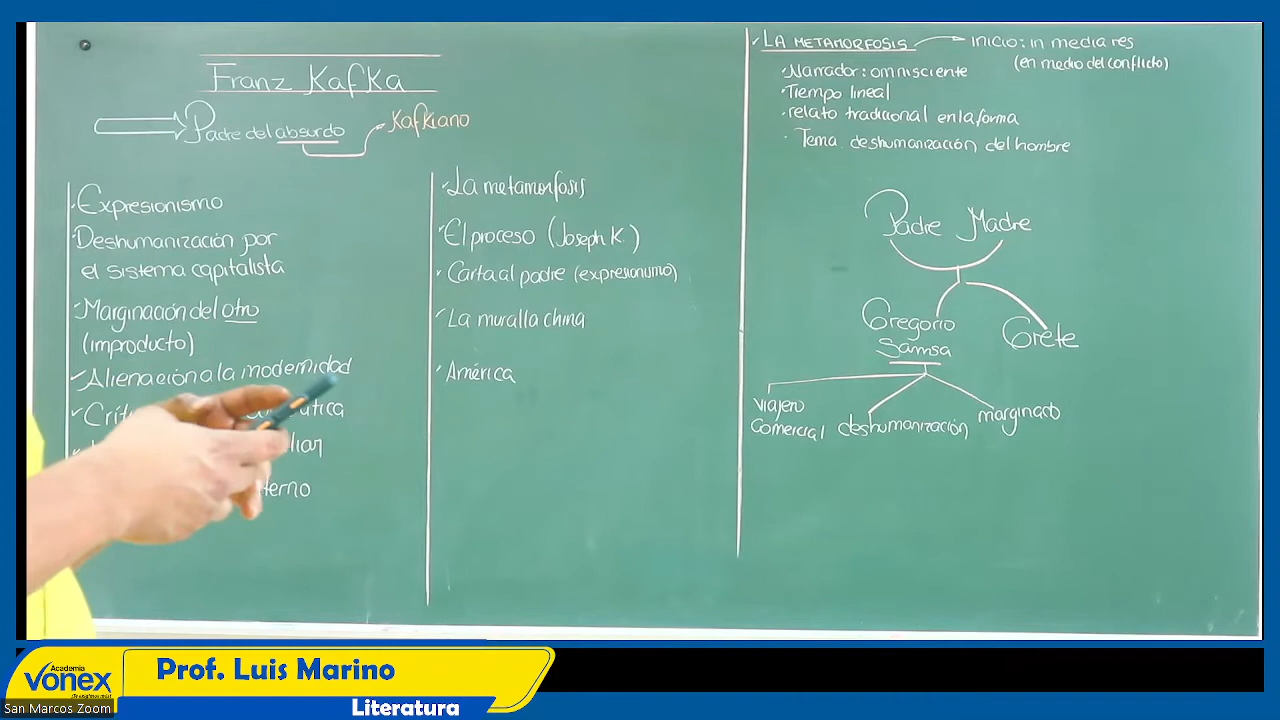 Franz Kafka
Padre del absurdo
Kafkiano
Expresionismo
Deshumanización por
el sistema capitalista
Marginación del otro
(improducto)
Alienación a la modernidad
La metamorfosis
El proceso (Joseph K.)
Carta al padre (expresionismo)
La muralla china
América
LA METAMORFOSIS
inicio: in media res
(en medio del conflicto)
Narrador: omnisciente
Tiempo lineal
relato tradicional en la forma
Tema deshumanización del hombre
Padre Madre
Gregorio
Samsa
Grete
viajero
comercial
deshumanización
marginado
Academia
vonex
San Marcos Zoom
Prof. Luis Marino
Literatura